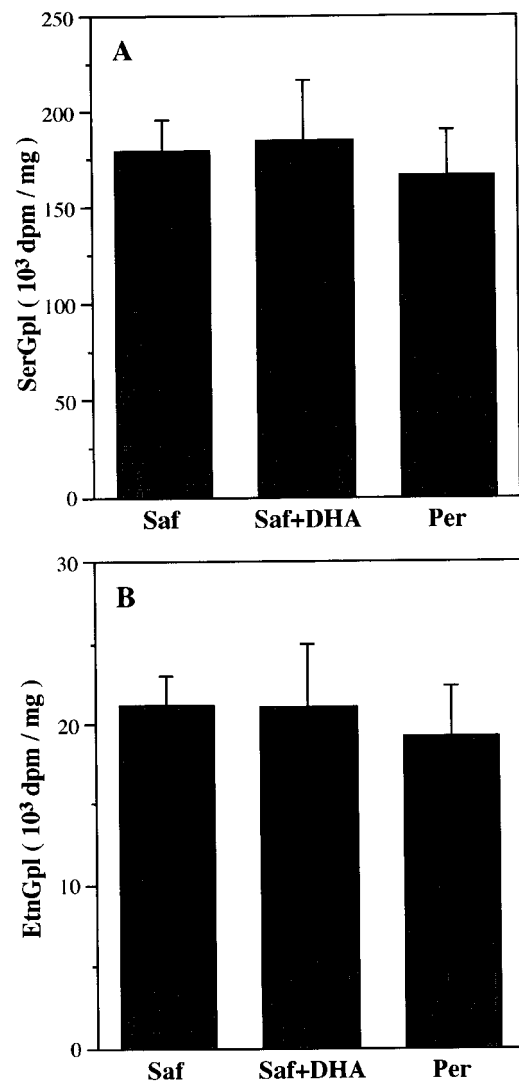 250
A
200
150
100
50
0
SerGpl ( 10³ dpm / mg )
Saf Saf+DHA Per
30
B
20
10
0
EtnGpl ( 10³ dpm / mg )
Saf Saf+DHA Per